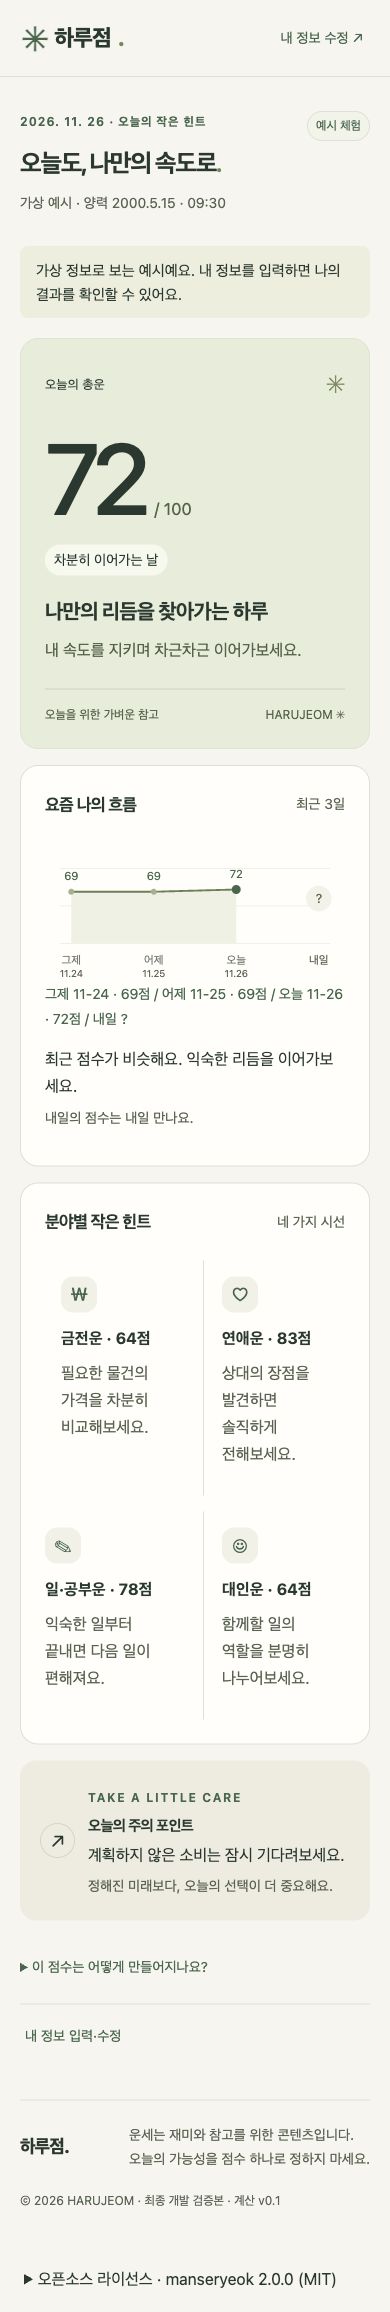 하루점 .
내 정보 수정 ↗
2026. 11. 26 · 오늘의 작은 힌트
예시 체험
오늘도, 나만의 속도로.
가상 예시 · 양력 2000.5.15 · 09:30
가상 정보로 보는 예시예요. 내 정보를 입력하면 나의
결과를 확인할 수 있어요.
오늘의 총운
72 / 100
차분히 이어가는 날
나만의 리듬을 찾아가는 하루
내 속도를 지키며 차근차근 이어가보세요.
오늘을 위한 가벼운 참고
HARUJEOM ✳
요즘 나의 흐름
최근 3일
69 69 72 ?
그제 어제 오늘 내일
11.24 11.25 11.26
그제 11-24 · 69점 / 어제 11-25 · 69점 / 오늘 11-26
· 72점 / 내일 ?
최근 점수가 비슷해요. 익숙한 리듬을 이어가보
세요.
내일의 점수는 내일 만나요.
분야별 작은 힌트
네 가지 시선
₩
금전운 · 64점
필요한 물건의
가격을 차분히
비교해보세요.
연애운 · 83점
상대의 장점을
발견하면
솔직하게
전해보세요.
일·공부운 · 78점
익숙한 일부터
끝내면 다음 일이
편해져요.
대인운 · 64점
함께할 일의
역할을 분명히
나누어보세요.
TAKE A LITTLE CARE
오늘의 주의 포인트
계획하지 않은 소비는 잠시 기다려보세요.
정해진 미래보다, 오늘의 선택이 더 중요해요.
▶ 이 점수는 어떻게 만들어지나요?
내 정보 입력·수정
하루점.
운세는 재미와 참고를 위한 콘텐츠입니다.
오늘의 가능성을 점수 하나로 정하지 마세요.
© 2026 HARUJEOM · 최종 개발 검증본 · 계산 v0.1
▶ 오픈소스 라이선스 · manseryeok 2.0.0 (MIT)